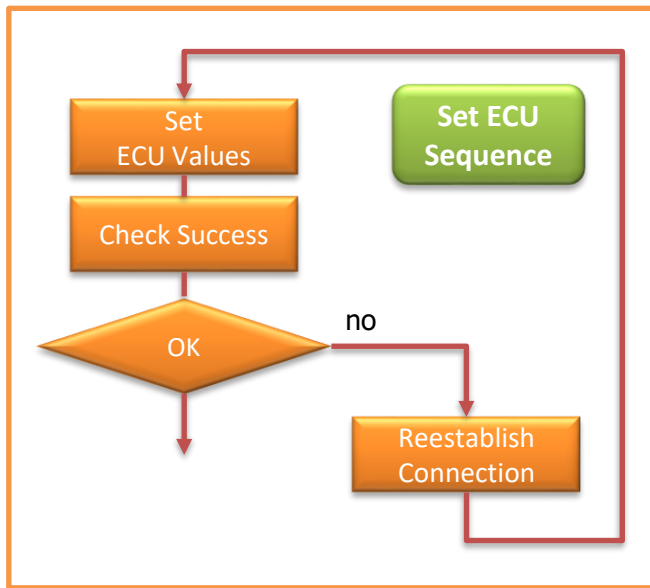 Set
ECU Values
Set ECU
Sequence
Check Success
no
OK
Reestablish
Connection